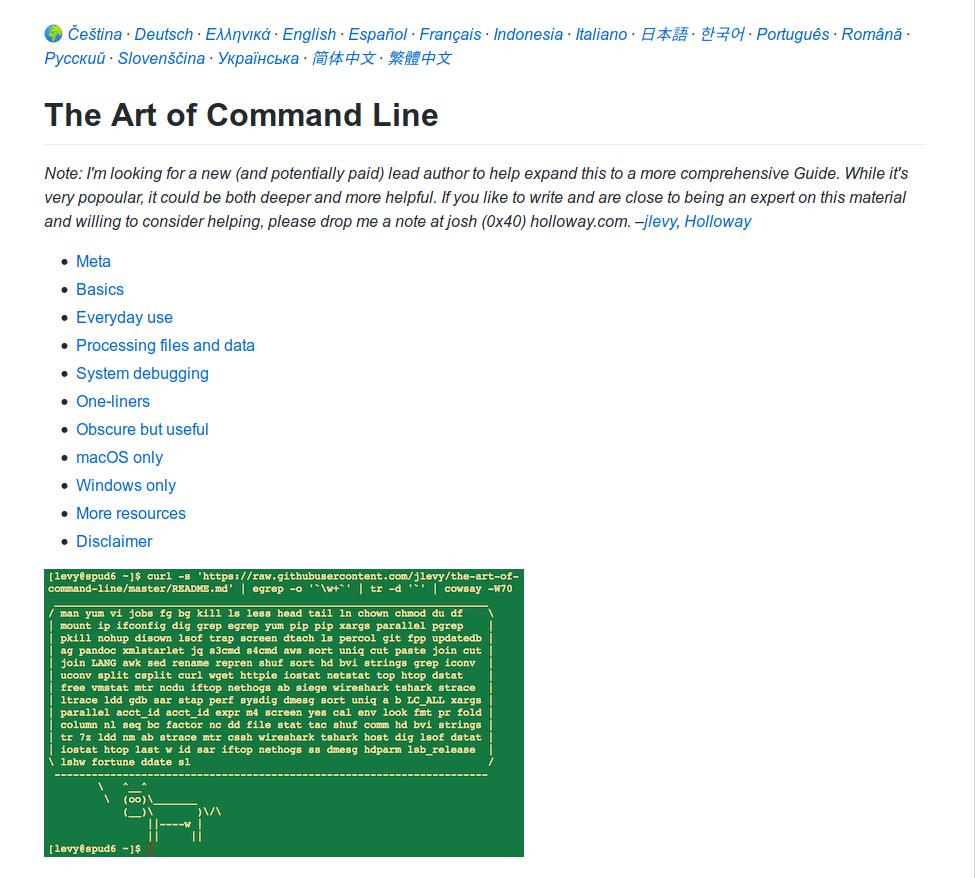 🌍 Čeština · Deutsch · Ελληνικά · English · Español · Français · Indonesia · Italiano · 日本語 · 한국어 · Português · Română ·
Русский · Slovenščina · Українська · 简体中文 · 繁體中文
The Art of Command Line
Note: I'm looking for a new (and potentially paid) lead author to help expand this to a more comprehensive Guide. While it's
very popoular, it could be both deeper and more helpful. If you like to write and are close to being an expert on this material
and willing to consider helping, please drop me a note at josh (0x40) holloway.com. –jlevy, Holloway
• Meta
• Basics
• Everyday use
• Processing files and data
• System debugging
• One-liners
• Obscure but useful
• macOS only
• Windows only
• More resources
• Disclaimer
[levy@spud6 ~]$ curl -s 'https://raw.githubusercontent.com/jlevy/the-art-of-
command-line/master/README.md' | egrep -o '`\w+`' | tr -d '`' | cowsay -W70
 ______________________________________________________________________
/ man yum vi jobs fg bg kill ls less head tail ln chown chmod du df    \
| mount ip ifconfig dig grep egrep yum pip pip xargs parallel pgrep    |
| pkill nohup disown lsof trap screen dtach ls percol git fpp updatedb |
| ag pandoc xmlstarlet jq s3cmd s4cmd aws sort uniq cut paste join cut |
| join LANG awk sed rename repren shuf sort hd bvi strings grep iconv  |
| uconv split csplit curl wget httpie iostat netstat top htop dstat    |
| free vmstat mtr ncdu iftop nethogs ab siege wireshark tshark strace  |
| ltrace ldd gdb sar stap perf sysdig dmesg sort uniq a b LC_ALL xargs |
| parallel acct_id acct_id expr m4 screen yes cal env look fmt pr fold |
| column nl seq bc factor nc dd file stat tac shuf comm hd bvi strings |
| tr 7z ldd nm ab strace mtr cssh wireshark tshark host dig lsof dstat |
| iostat htop last w id sar iftop nethogs ss dmesg hdparm lsb_release  |
\ lshw fortune ddate sl                                                /
 ----------------------------------------------------------------------
        \   ^__^
         \  (oo)\_______
            (__)\       )\/\
                ||----w |
                ||     ||
[levy@spud6 ~]$